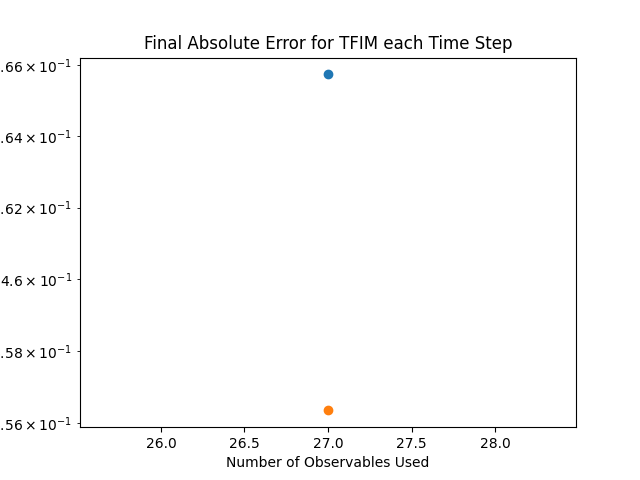 Final Absolute Error for TFIM each Time Step
.66 × 10⁻¹
.64 × 10⁻¹
.62 × 10⁻¹
4.6 × 10⁻¹
.58 × 10⁻¹
.56 × 10⁻¹
26.0 26.5 27.0 27.5 28.0
Number of Observables Used